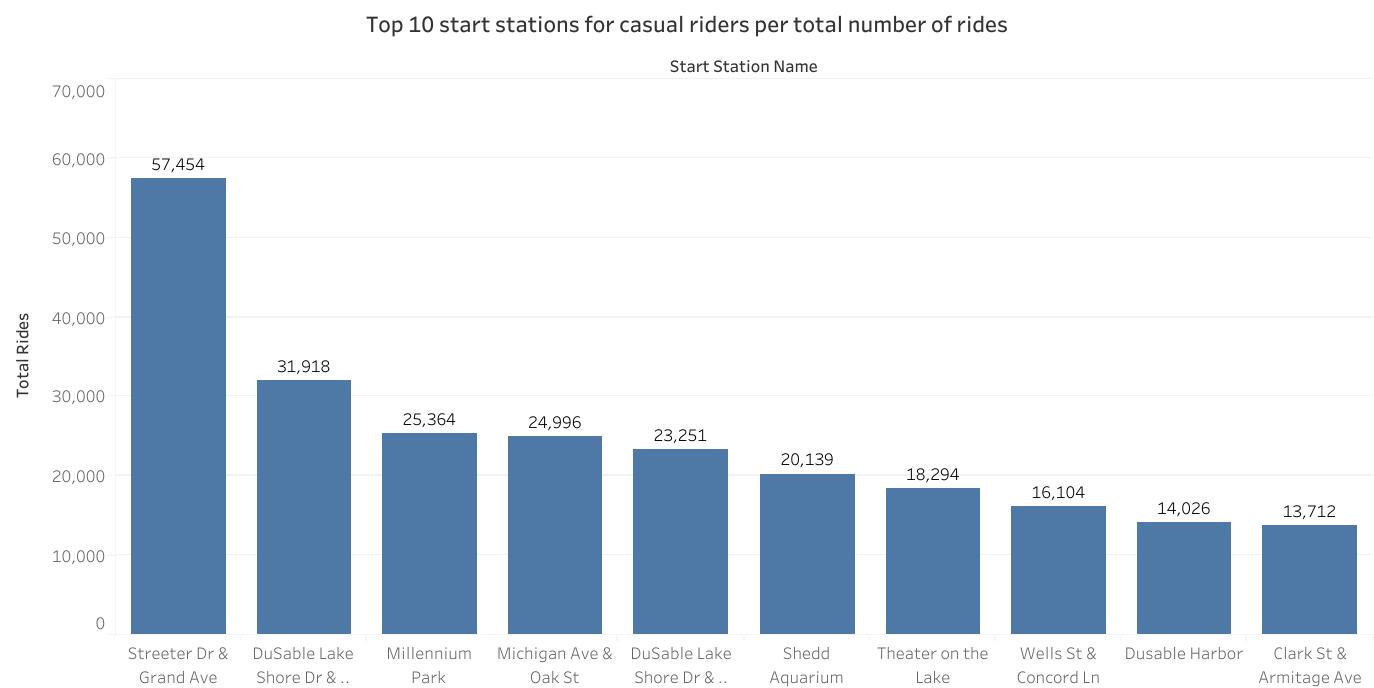 Top 10 start stations for casual riders per total number of rides
Start Station Name
70,000
60,000
50,000
40,000
30,000
20,000
10,000
0
Total Rides
57,454
31,918
25,364
24,996
23,251
20,139
18,294
16,104
14,026
13,712
Streeter Dr &
Grand Ave
DuSable Lake
Shore Dr & ..
Millennium
Park
Michigan Ave &
Oak St
DuSable Lake
Shore Dr & ..
Shedd
Aquarium
Theater on the
Lake
Wells St &
Concord Ln
Dusable Harbor
Clark St &
Armitage Ave